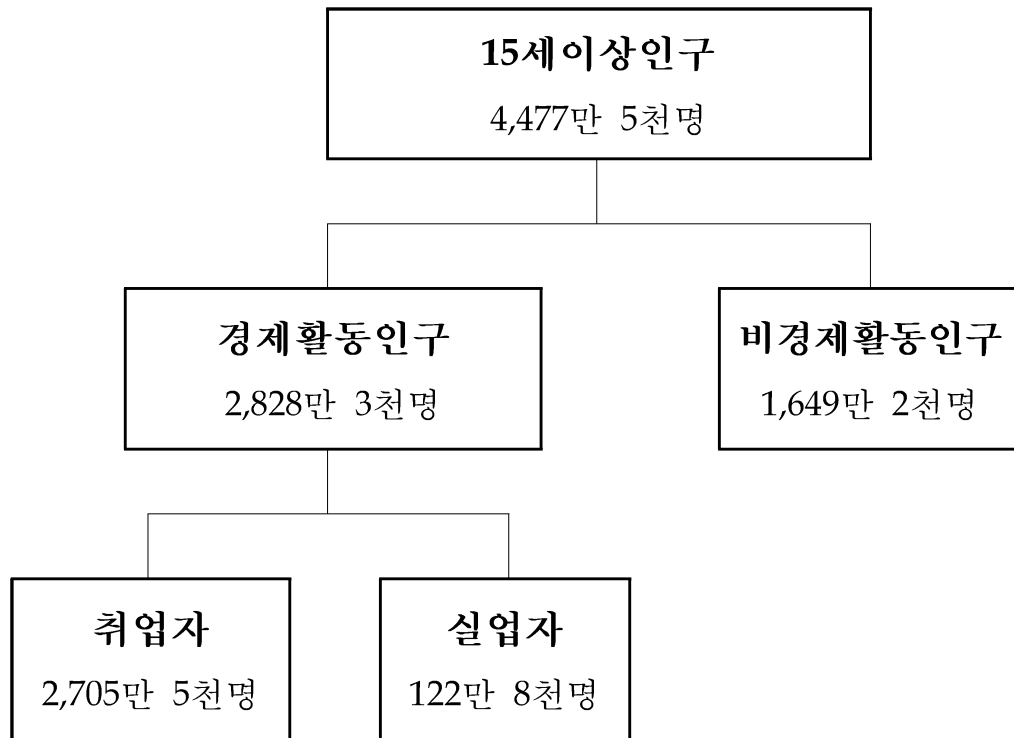 15세이상인구
4,477만 5천명
경제활동인구
2,828만 3천명
비경제활동인구
1,649만 2천명
취업자
2,705만 5천명
실업자
122만 8천명